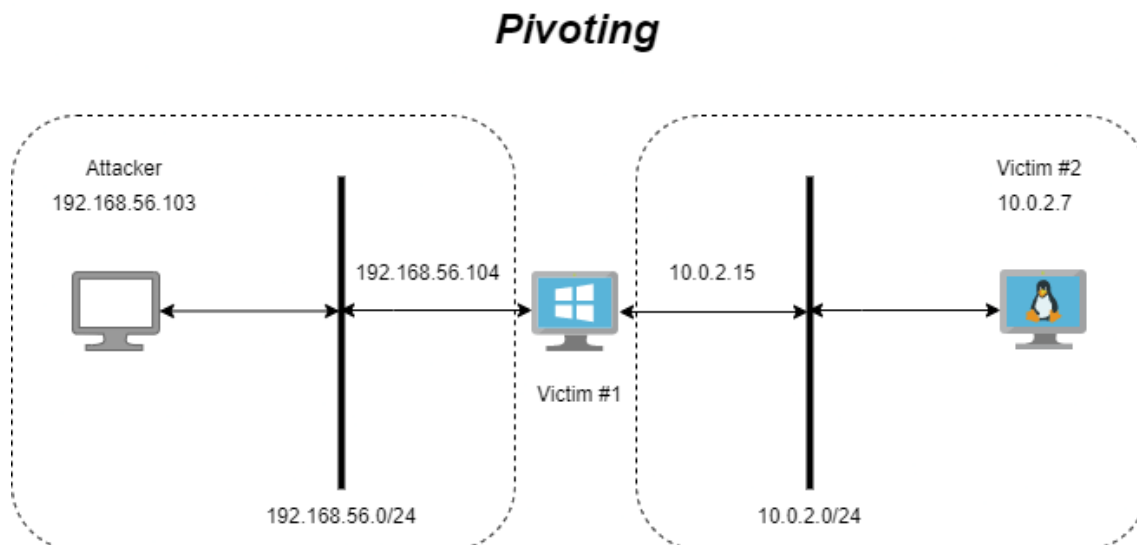 Pivoting
Attacker
192.168.56.103
Victim #2
10.0.2.7
192.168.56.104
10.0.2.15
Victim #1
192.168.56.0/24
10.0.2.0/24